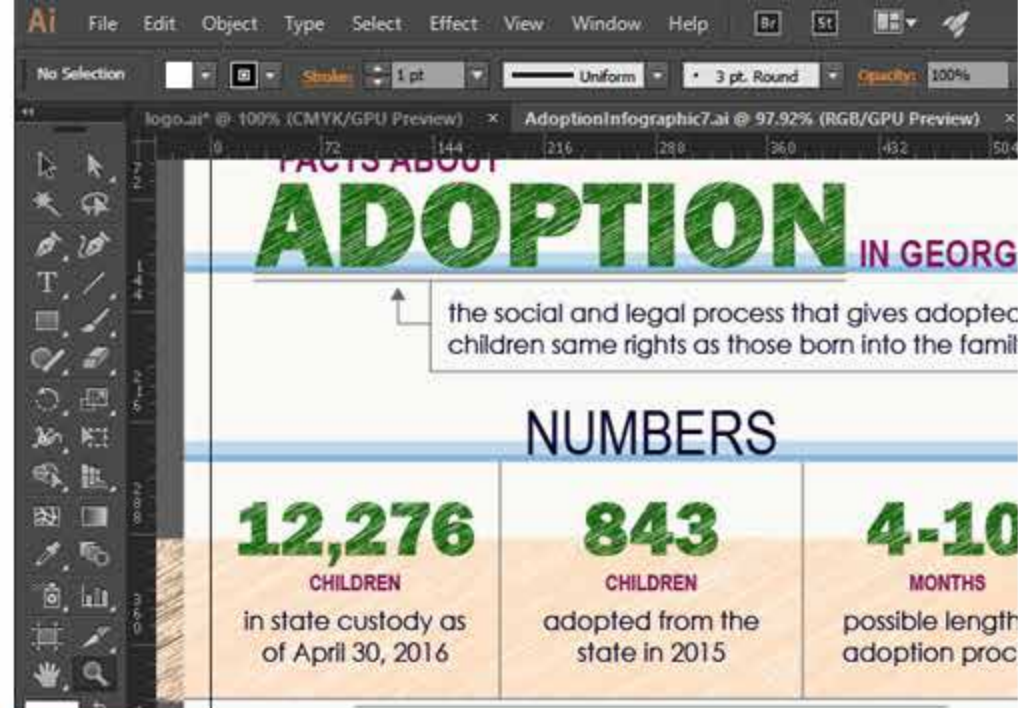 Ai File Edit Object Type Select Effect View Window Help Br St
No Selection Stroke: 1 pt Uniform 3 pt. Round Opacity: 100%
logo.ai* @ 100% (CMYK/GPU Preview) × AdoptionInfographic7.ai @ 97.92% (RGB/GPU Preview) ×
0 72 144 216 288 360 432 504
FACTS ABOUT
ADOPTION
IN GEORG
the social and legal process that gives adopted
children same rights as those born into the famil
NUMBERS
12,276 843 4-10
CHILDREN CHILDREN MONTHS
in state custody as adopted from the possible length
of April 30, 2016 state in 2015 adoption proc